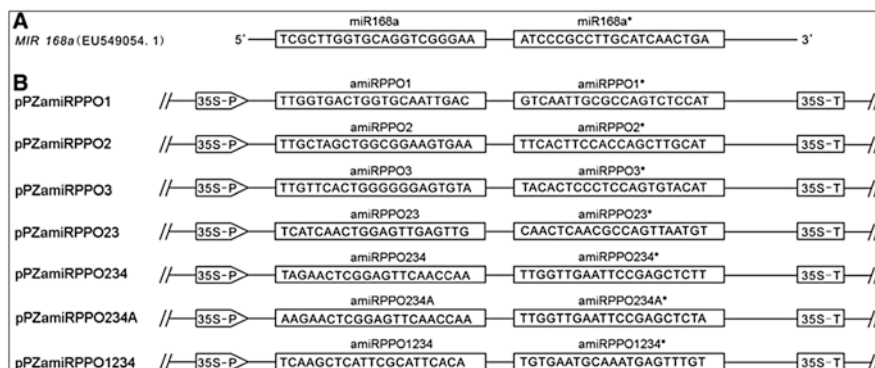 A
miR168a miR168a*
MIR 168a(EU549054. 1) 5' TCGCTTGGTGCAGGTCGGGAA ATCCCGCCTTGCATCAACTGA 3'
B
amiRPPO1 amiRPPO1*
pPZamiRPPO1 // 35S-P TTGGTGACTGGTGCAATTGAC GTCAATTGCGCCAGTCTCCAT 35S-T //
amiRPPO2 amiRPPO2*
pPZamiRPPO2 // 35S-P TTGCTAGCTGGCGGAAGTGAA TTCACTTCCACCAGCTTGCAT 35S-T //
amiRPPO3 amiRPPO3*
pPZamiRPPO3 // 35S-P TTGTTCACTGGGGGGAGTGTA TACACTCCCTCCAGTGTACAT 35S-T //
amiRPPO23 amiRPPO23*
pPZamiRPPO23 // 35S-P TCATCAACTGGAGTTGAGTTG CAACTCAACGCCAGTTAATGT 35S-T //
amiRPPO234 amiRPPO234*
pPZamiRPPO234 // 35S-P TAGAACTCGGAGTTCAACCAA TTGGTTGAATTCCGAGCTCTT 35S-T //
amiRPPO234A amiRPPO234A*
pPZamiRPPO234A // 35S-P AAGAACTCGGAGTTCAACCAA TTGGTTGAATTCCGAGCTCTA 35S-T //
amiRPPO1234 amiRPPO1234*
pPZamiRPPO1234 // 35S-P TCAAGCTCATTCGCATTCACA TGTGAATGCAAATGAGTTTGT 35S-T //